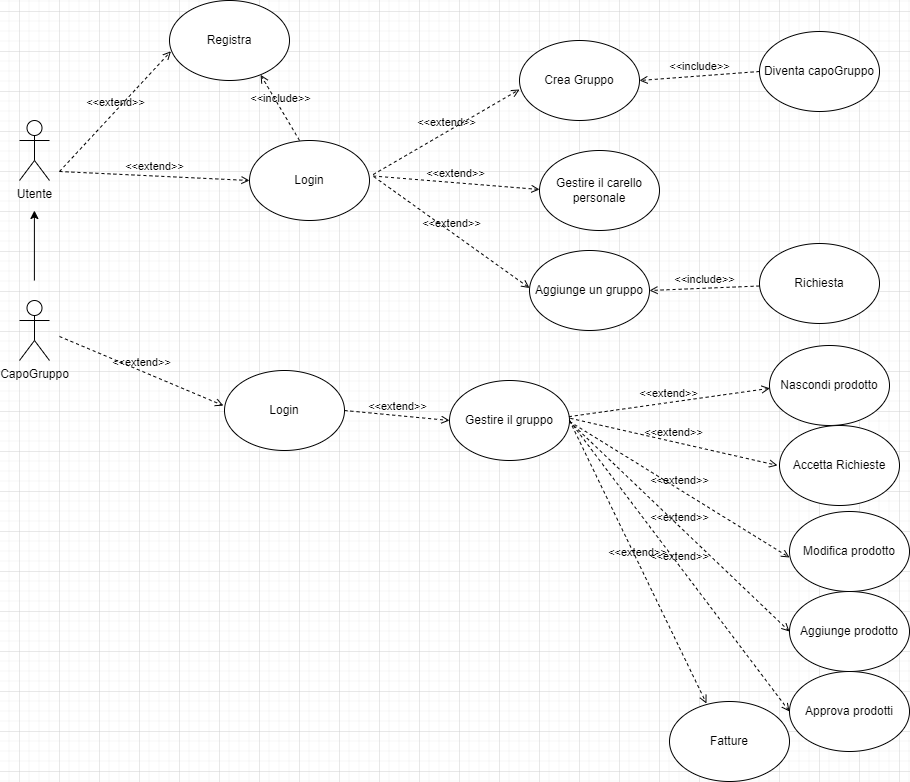 Registra
<<extend>>
<<include>>
Utente
<<extend>>
Login
<<extend>>
Crea Gruppo
<<include>>
Diventa capoGruppo
<<extend>>
Gestire il carello
personale
<<extend>>
Aggiunge un gruppo
<<include>>
Richiesta
CapoGruppo
<<extend>>
Login
<<extend>>
Gestire il gruppo
<<extend>>
Nascondi prodotto
<<extend>>
Accetta Richieste
<<extend>>
Modifica prodotto
<<extend>>
Aggiunge prodotto
<<extend>>
<<extend>>
Approva prodotti
Fatture